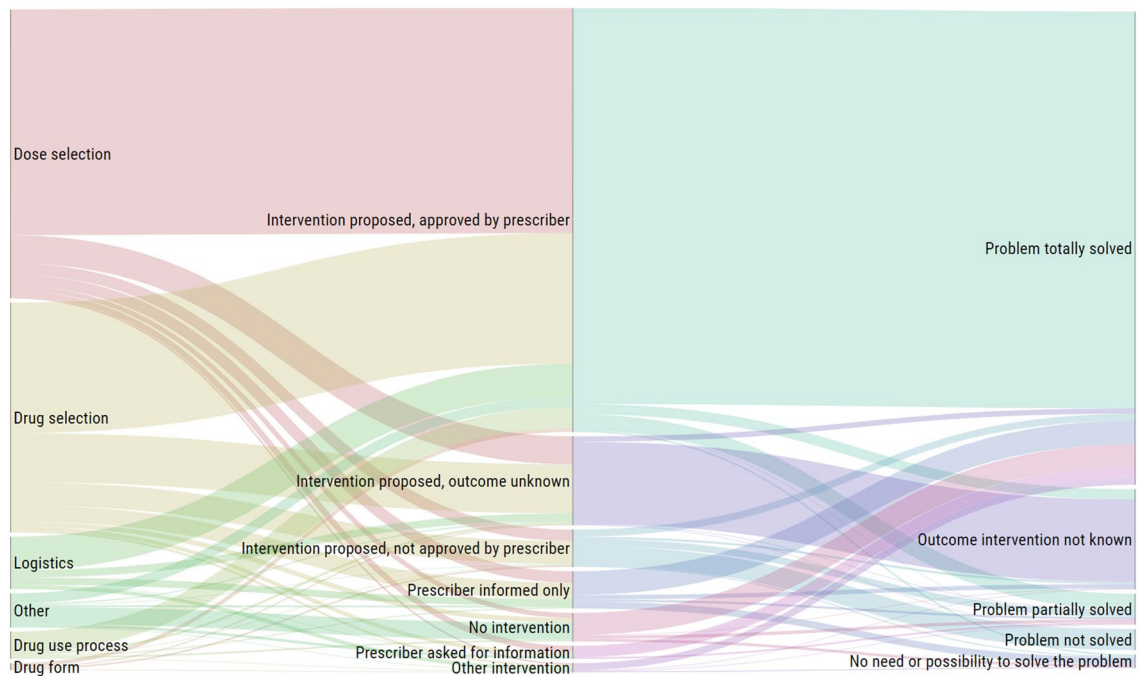 Dose selection
Drug selection
Logistics
Other
Drug use process
Drug form
Intervention proposed, approved by prescriber
Intervention proposed, outcome unknown
Intervention proposed, not approved by prescriber
Prescriber informed only
No intervention
Prescriber asked for information
Other intervention
Problem totally solved
Outcome intervention not known
Problem partially solved
Problem not solved
No need or possibility to solve the problem